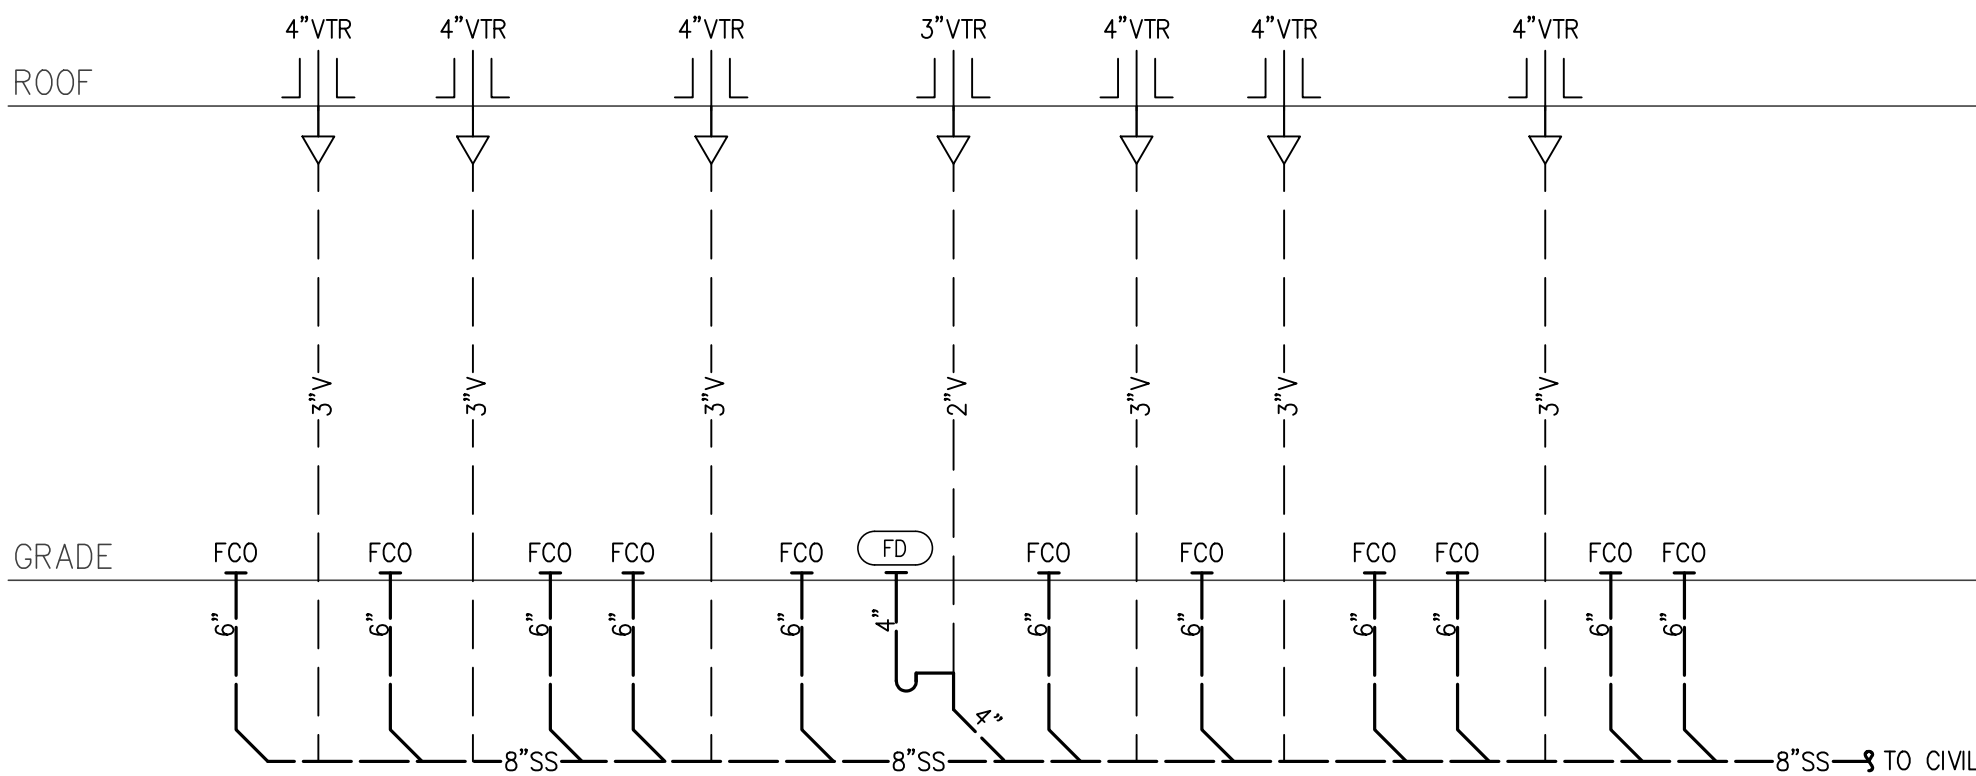 4”VTR 4”VTR 4”VTR 3”VTR 4”VTR 4”VTR 4”VTR
ROOF
3”V 3”V 3”V 2”V 3”V 3”V 3”V
GRADE FCO FCO FCO FCO FCO FD FCO FCO FCO FCO FCO FCO
6” 6” 6” 6” 6” 4” 6” 6” 6” 6” 6” 6”
4”
8”SS 8”SS 8”SS TO CIVIL